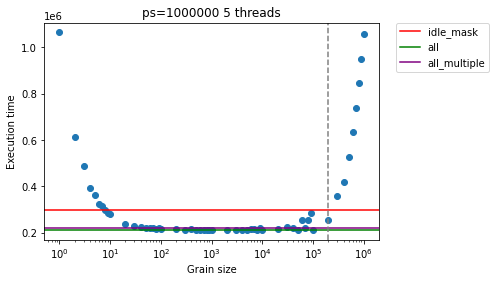 ps=1000000 5 threads
1e6
idle_mask
all
all_multiple
1.0
0.8
0.6
0.4
0.2
Execution time
10⁰
10¹
10²
10³
10⁴
10⁵
10⁶
Grain size